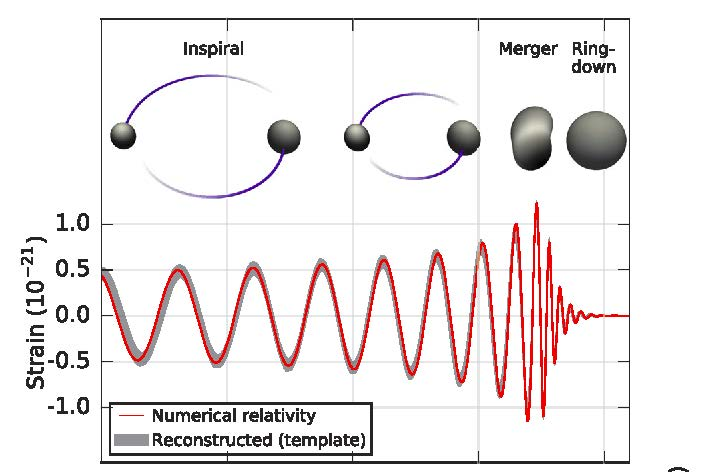 Inspiral
Merger Ring-
down
1.0
0.5
0.0
-0.5
-1.0
Strain (10⁻²¹)
Numerical relativity
Reconstructed (template)